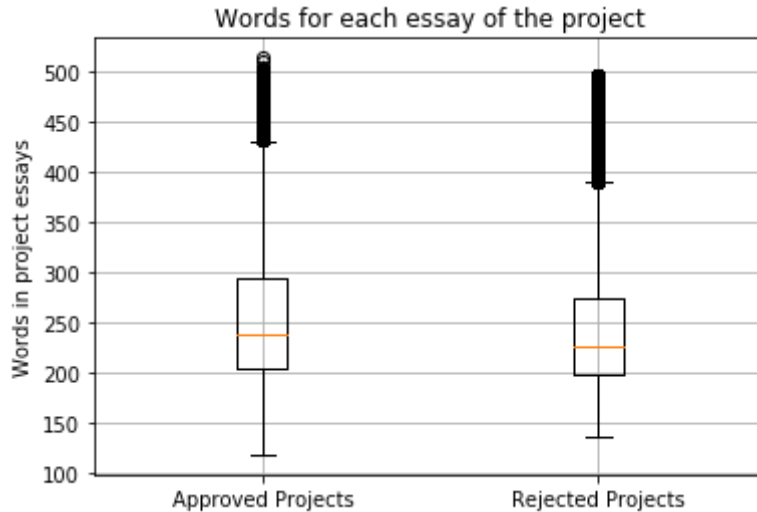 Words for each essay of the project
Words in project essays
500
450
400
350
300
250
200
150
100
Approved Projects
Rejected Projects